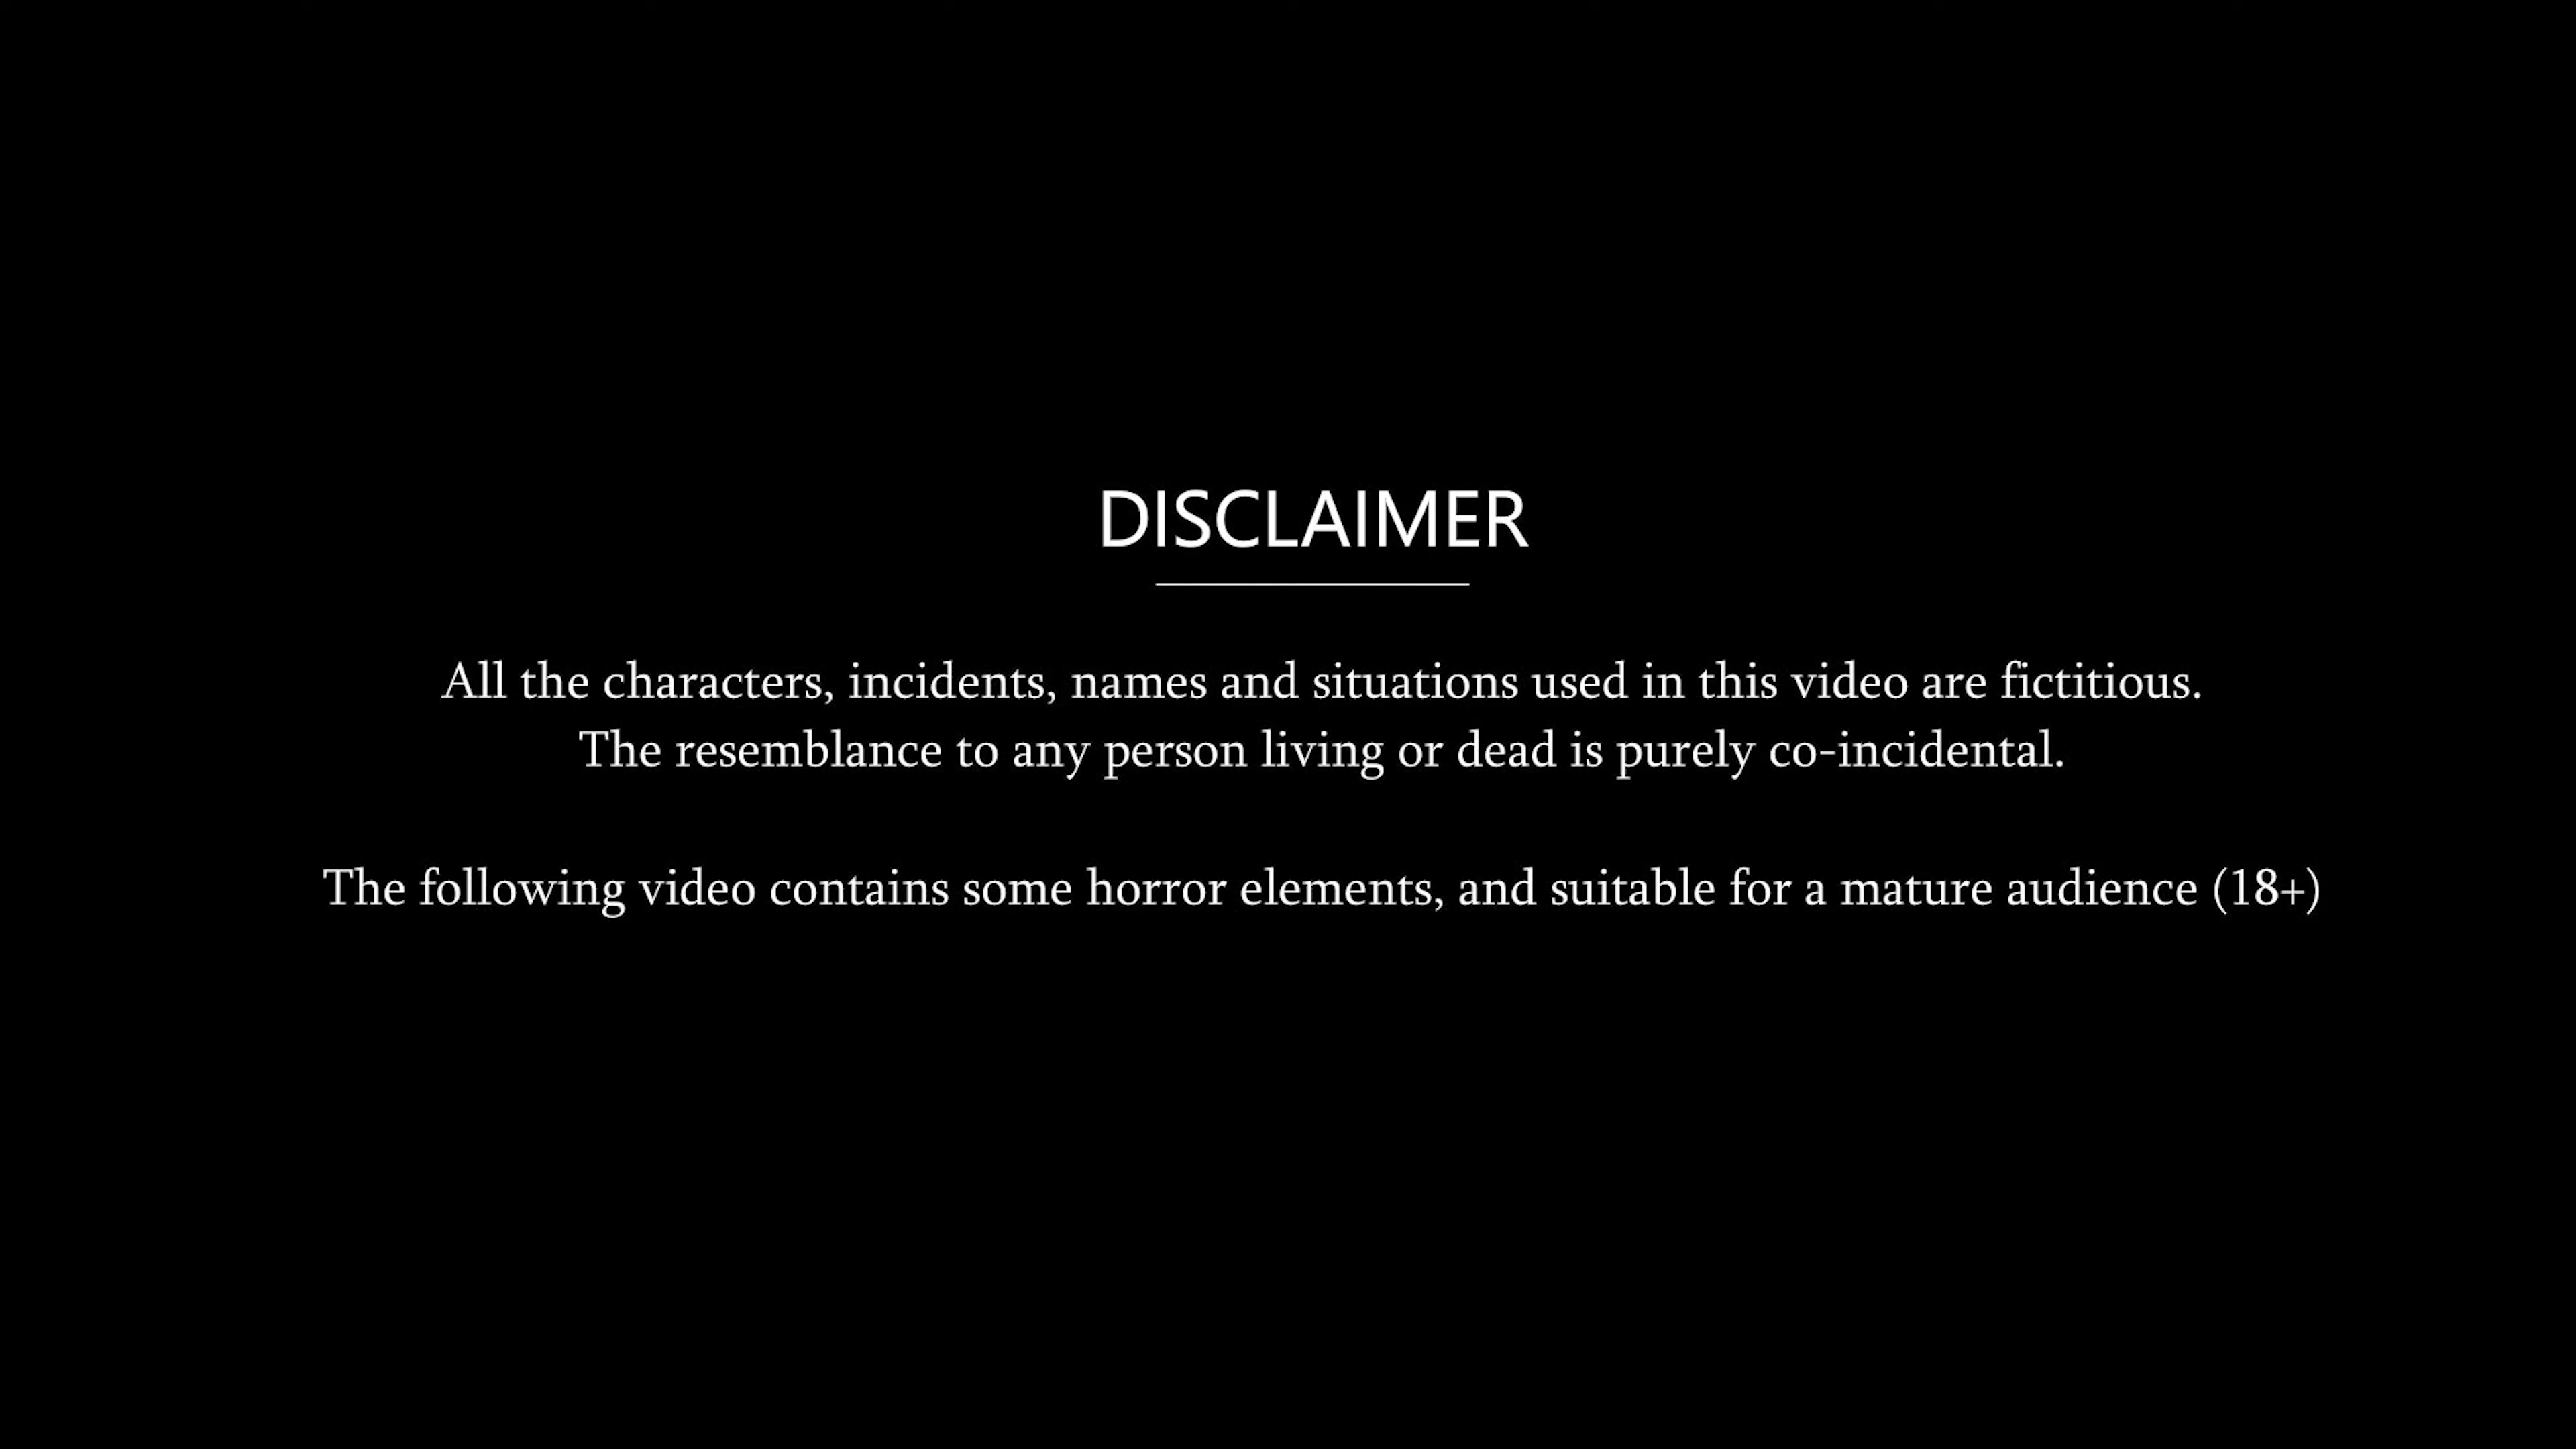 DISCLAIMER
All the characters, incidents, names and situations used in this video are fictitious.
The resemblance to any person living or dead is purely co-incidental.
The following video contains some horror elements, and suitable for a mature audience (18+)